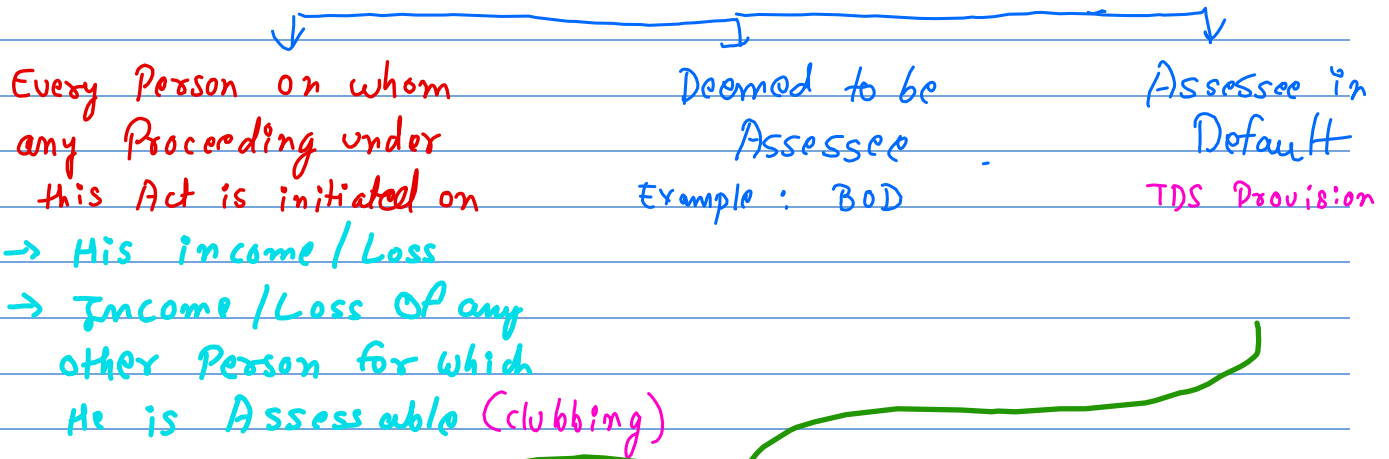 Every Person on whom
any Proceeding under
this Act is initiated on
→ His income/Loss
→ Income/Loss Of any
other Person for which
He is Assessable (clubbing)
Deemed to be
Assessee
Example : BOD
Assessee in
Default
TDS Provision